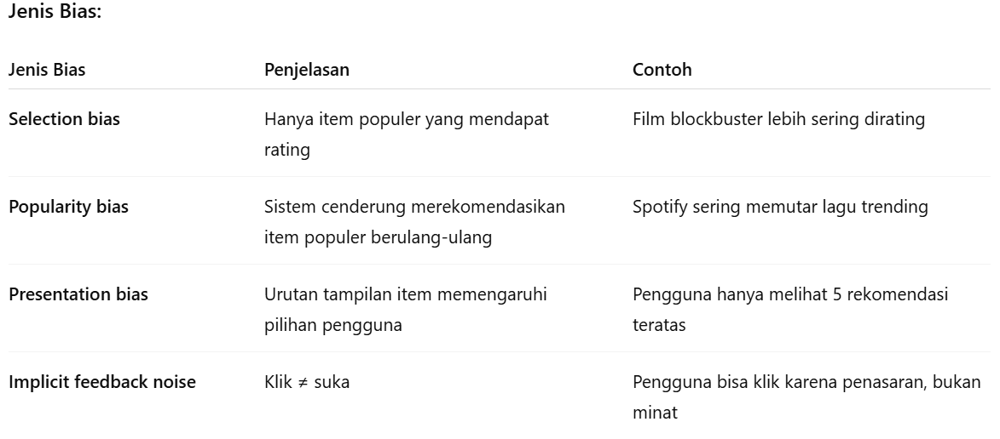 Jenis Bias:
Jenis Bias Penjelasan Contoh
Selection bias Hanya item populer yang mendapat Film blockbuster lebih sering dirating
rating
Popularity bias Sistem cenderung merekomendasikan Spotify sering memutar lagu trending
item populer berulang-ulang
Presentation bias Urutan tampilan item memengaruhi Pengguna hanya melihat 5 rekomendasi
pilihan pengguna teratas
Implicit feedback noise Klik ≠ suka Pengguna bisa klik karena penasaran, bukan
minat